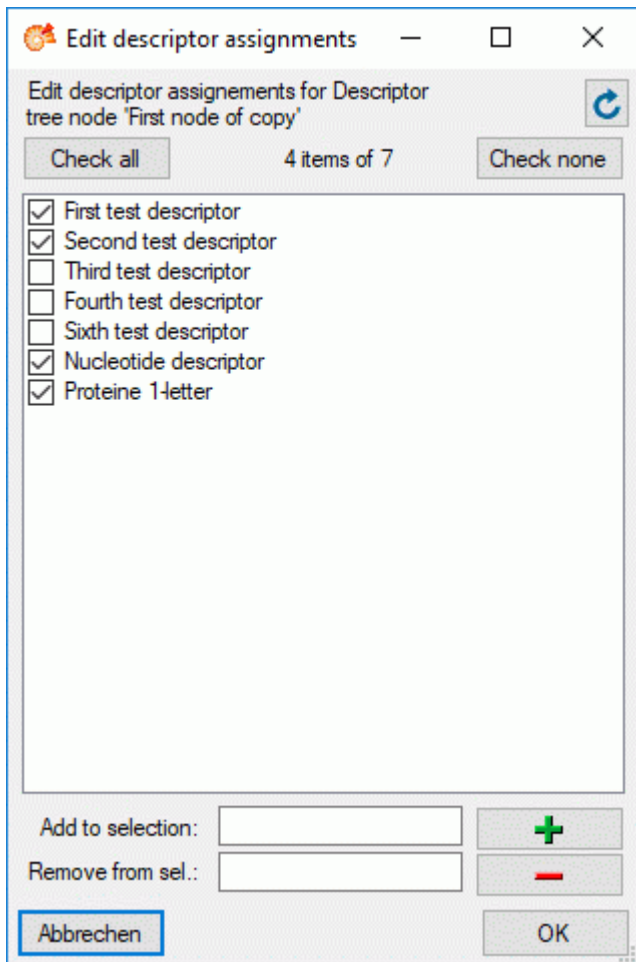 Edit descriptor assignments
Edit descriptor assignements for Descriptor
tree node 'First node of copy'
Check all
4 items of 7
Check none
First test descriptor
Second test descriptor
Third test descriptor
Fourth test descriptor
Sixth test descriptor
Nucleotide descriptor
Proteine 1-letter
Add to selection:
Remove from sel.:
Abbrechen
OK